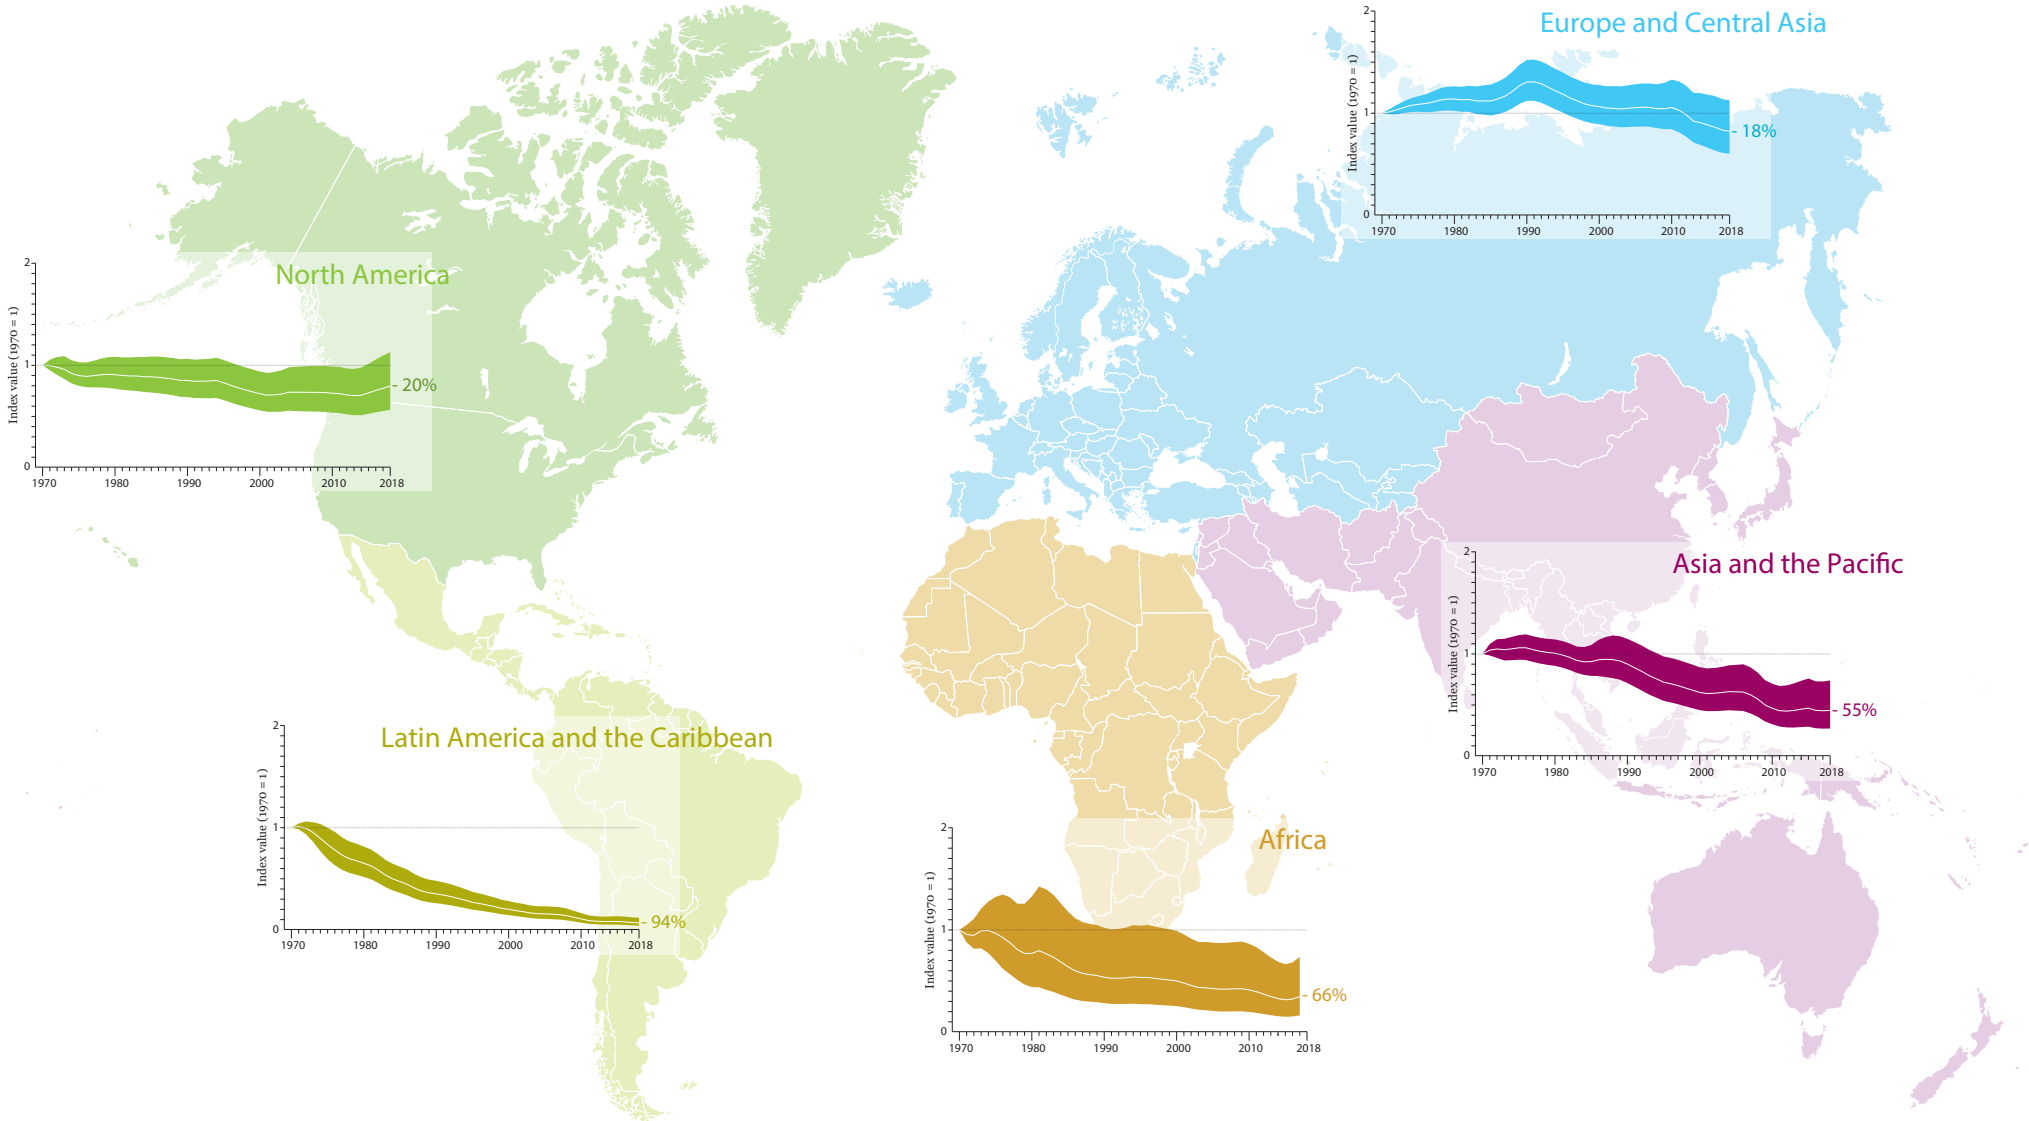 Europe and Central Asia
Index value (1970 = 1)
2
1
0
1970 1980 1990 2000 2010 2018
- 18%
North America
Index value (1970 = 1)
2
1
0
1970 1980 1990 2000 2010 2018
- 20%
Asia and the Pacific
Index value (1970 = 1)
2
1
0
1970 1980 1990 2000 2010 2018
- 55%
Latin America and the Caribbean
Index value (1970 = 1)
2
1
0
1970 1980 1990 2000 2010 2018
- 94%
Africa
Index value (1970 = 1)
2
1
0
1970 1980 1990 2000 2010 2018
- 66%